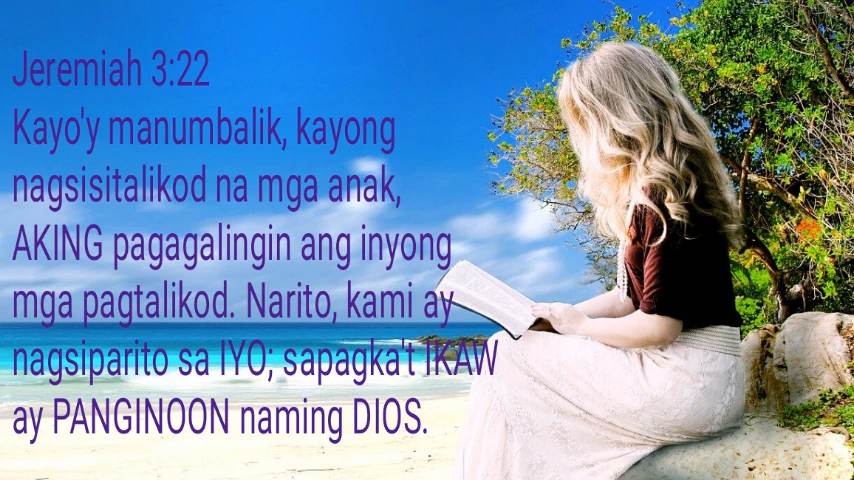 Jeremiah 3:22
Kayo'y manumbalik, kayong
nagsisitalikod na mga anak,
AKING pagagalingin ang inyong
mga pagtalikod. Narito, kami ay
nagsiparito sa IYO; sapagka't IKAW
ay PANGINOON naming DIOS.